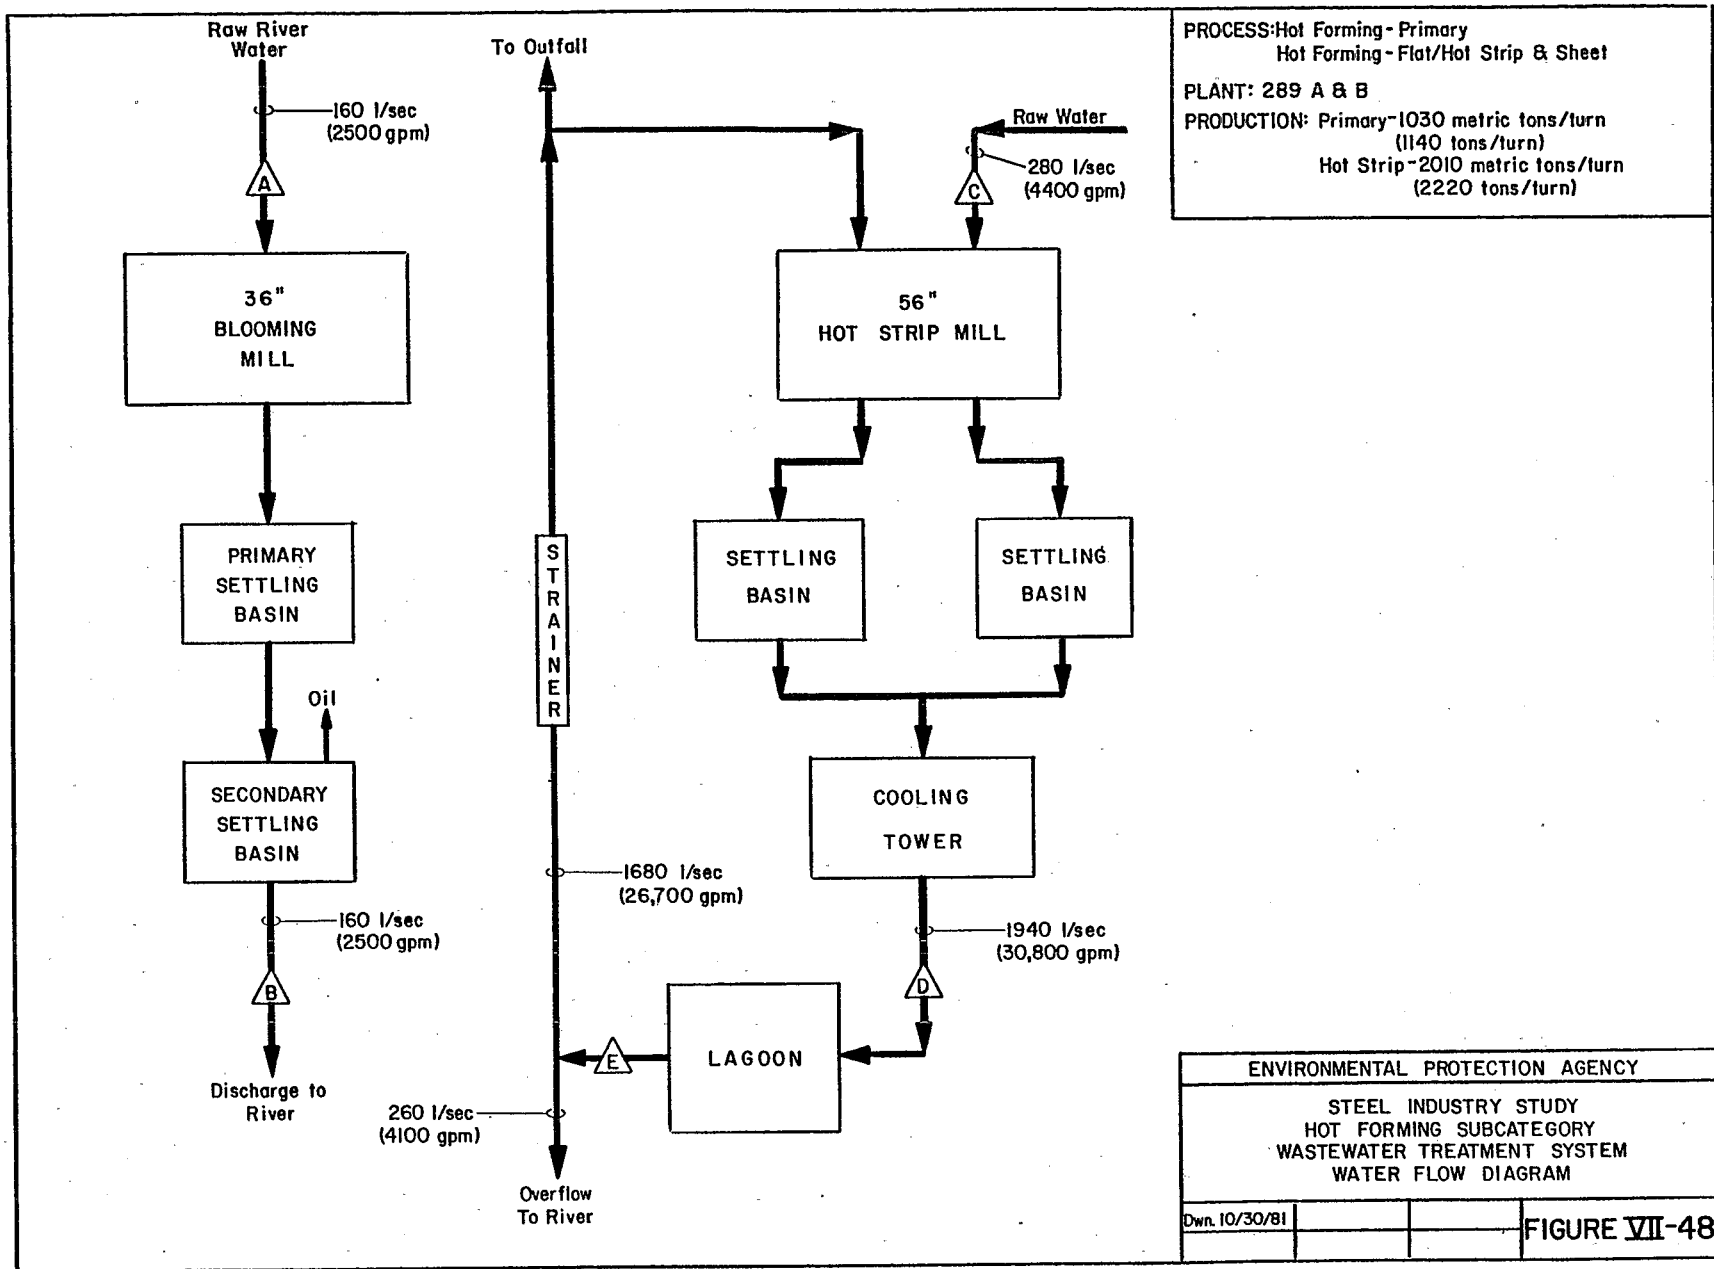 Raw River
Water
160 l/sec
(2500 gpm)
A
36"
BLOOMING
MILL
PRIMARY
SETTLING
BASIN
Oil
SECONDARY
SETTLING
BASIN
160 l/sec
(2500 gpm)
B
Discharge to
River
To Outfall
STRAINER
1680 l/sec
(26,700 gpm)
260 l/sec
(4100 gpm)
Overflow
To River
Raw Water
280 l/sec
(4400 gpm)
C
56"
HOT STRIP MILL
SETTLING
BASIN
SETTLING
BASIN
COOLING
TOWER
1940 l/sec
(30,800 gpm)
D
LAGOON
E
PROCESS:Hot Forming-Primary
Hot Forming-Flat/Hot Strip & Sheet
PLANT: 289 A & B
PRODUCTION: Primary-1030 metric tons/turn
(1140 tons/turn)
Hot Strip-2010 metric tons/turn
(2220 tons/turn)
ENVIRONMENTAL PROTECTION AGENCY
STEEL INDUSTRY STUDY
HOT FORMING SUBCATEGORY
WASTEWATER TREATMENT SYSTEM
WATER FLOW DIAGRAM
Dwn. 10/30/81
FIGURE VII-48